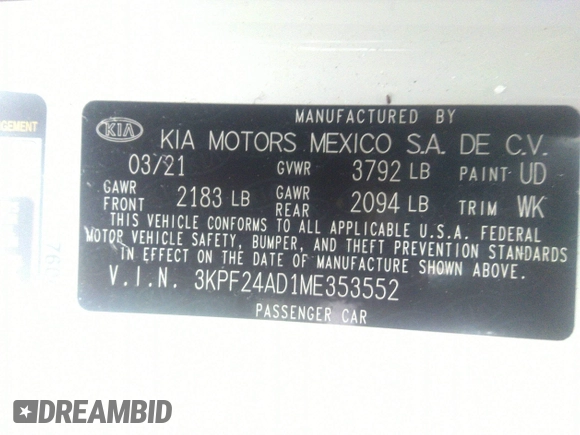 AGEMENT
MANUFACTURED BY
KIA KIA MOTORS MEXICO S.A. DE C.V.
03/21 GVWR 3792 LB PAINT UD
GAWR FRONT 2183 LB GAWR REAR 2094 LB TRIM WK
THIS VEHICLE CONFORMS TO ALL APPLICABLE U.S.A. FEDERAL
MOTOR VEHICLE SAFETY, BUMPER, AND THEFT PREVENTION STANDARDS
IN EFFECT ON THE DATE OF MANUFACTURE SHOWN ABOVE.
V.I.N. 3KPF24AD1ME353552
PASSENGER CAR
DREAMBID